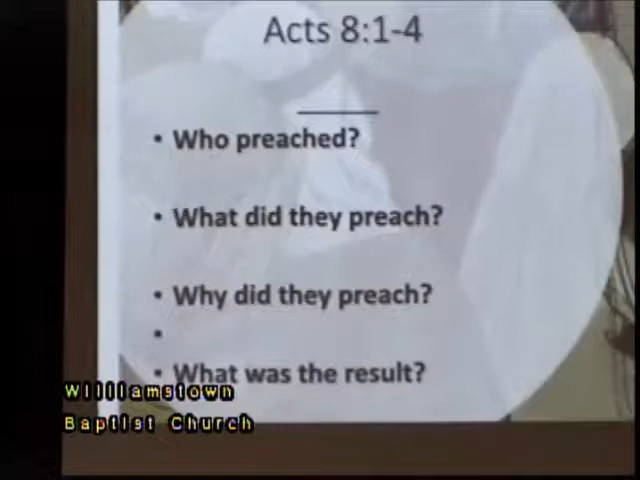 Acts 8:1-4
• Who preached?
• What did they preach?
• Why did they preach?
•
• What was the result?
Williamstown
Baptist Church